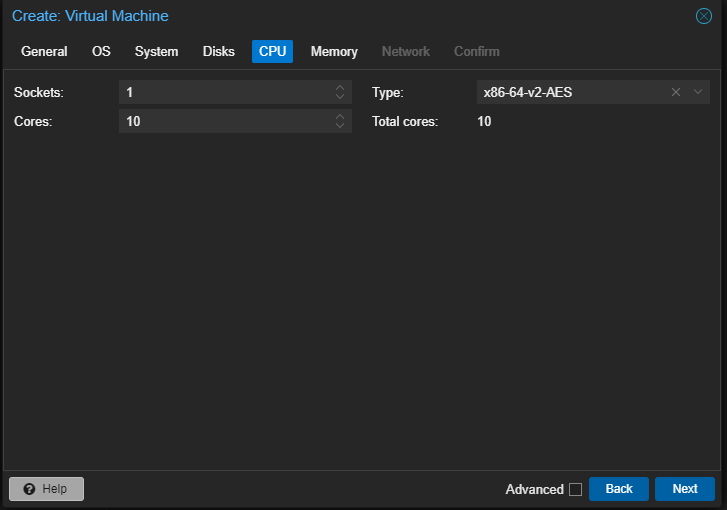 Create: Virtual Machine
General OS System Disks CPU Memory Network Confirm
Sockets: 1 Type: x86-64-v2-AES
Cores: 10 Total cores: 10
Help Advanced Back Next